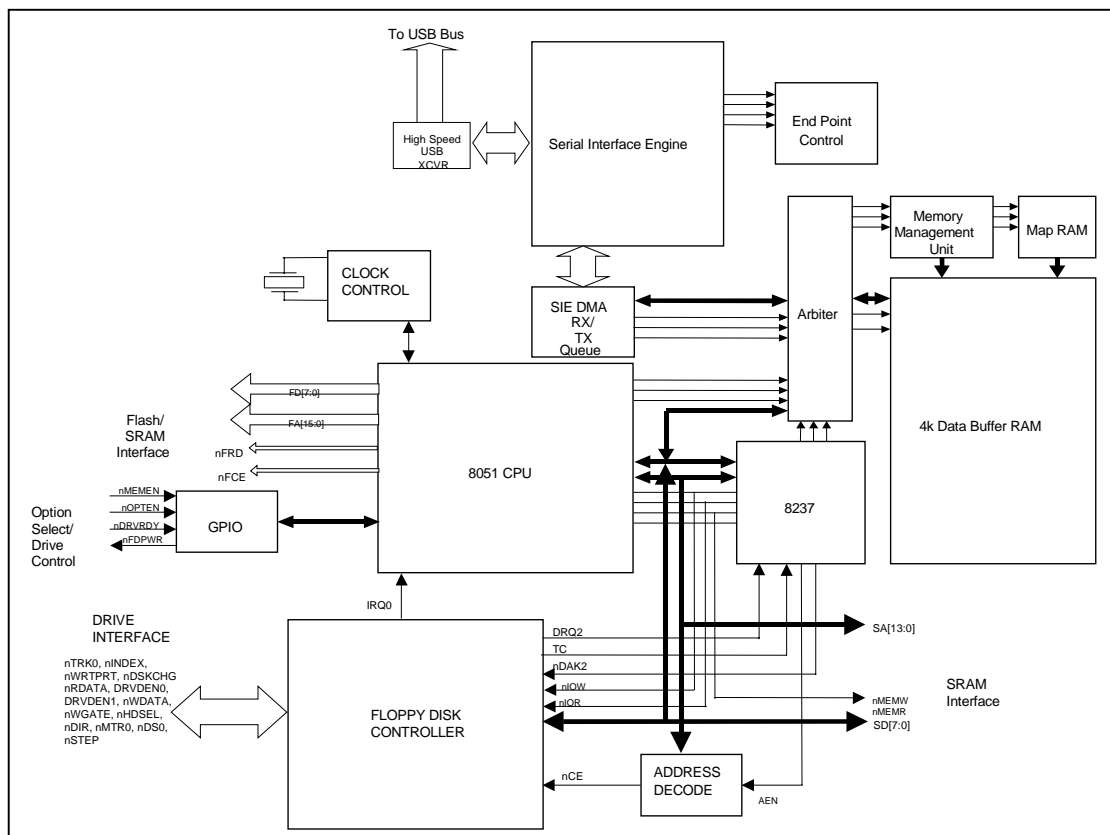 To USB Bus
High Speed
USB
XCVR
Serial Interface Engine
End Point
Control
Memory
Management
Unit
Map RAM
CLOCK
CONTROL
SIE DMA
RX/
TX
Queue
Arbiter
4k Data Buffer RAM
FD[7:0]
FA[15:0]
Flash/
SRAM
Interface
nFRD
nFCE
8051 CPU
8237
nMEMEN
nOPTEN
nDRVRDY
nFDPWR
Option
Select/
Drive
Control
GPIO
IRQ0
DRIVE
INTERFACE
nTRK0, nINDEX,
nWRTPRT, nDSKCHG
nRDATA, DRVDEN0,
DRVDEN1, nWDATA,
nWGATE, nHDSEL,
nDIR, nMTR0, nDS0,
nSTEP
FLOPPY DISK
CONTROLLER
DRQ2
TC
nDAK2
nIOW
nIOR
SA[13:0]
nMEMW
nMEMR
SD[7:0]
SRAM
Interface
nCE
ADDRESS
DECODE
AEN